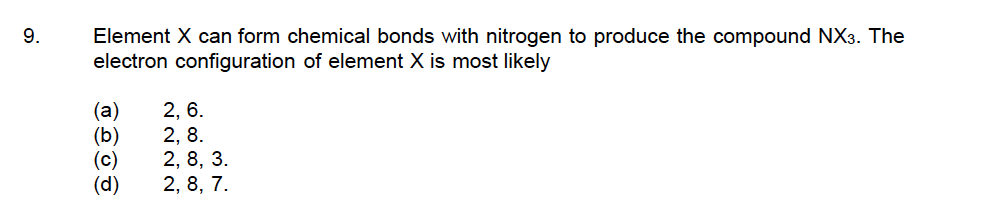 9. Element X can form chemical bonds with nitrogen to produce the compound NX₃. The
electron configuration of element X is most likely
(a) 2, 6.
(b) 2, 8.
(c) 2, 8, 3.
(d) 2, 8, 7.